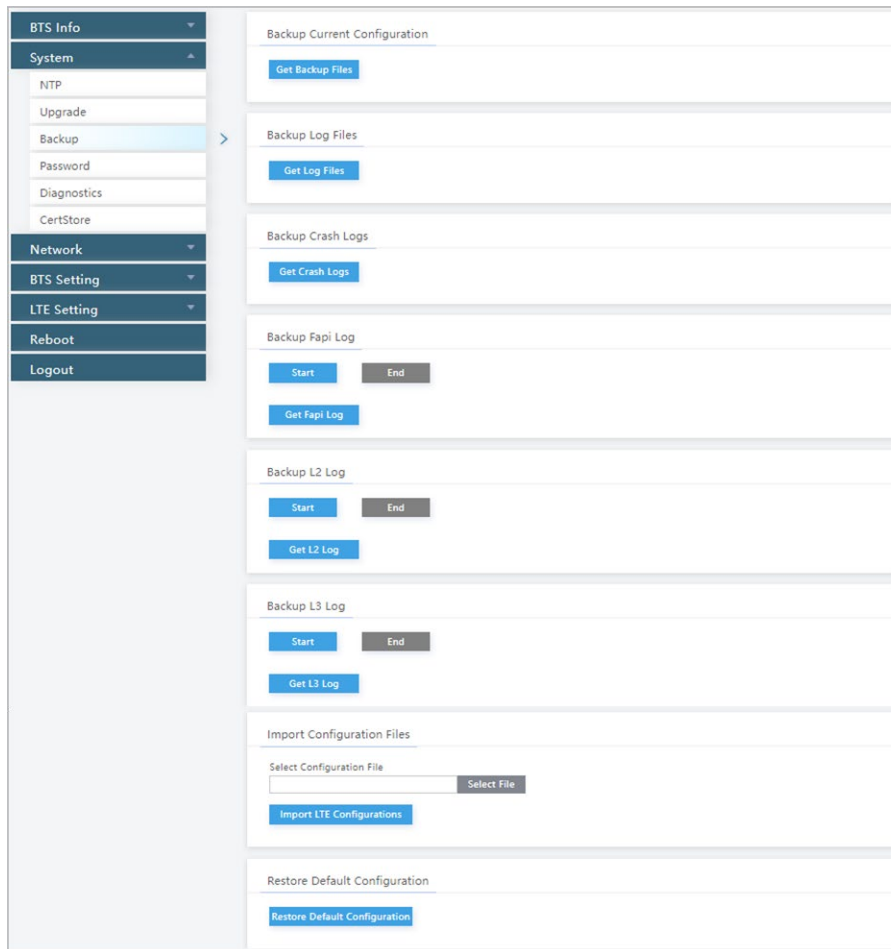 BTS Info
System
NTP
Upgrade
Backup
Password
Diagnostics
CertStore
Network
BTS Setting
LTE Setting
Reboot
Logout
Backup Current Configuration
Get Backup Files
Backup Log Files
Get Log Files
Backup Crash Logs
Get Crash Logs
Backup Fapi Log
Start End
Get Fapi Log
Backup L2 Log
Start End
Get L2 Log
Backup L3 Log
Start End
Get L3 Log
Import Configuration Files
Select Configuration File
Select File
Import LTE Configurations
Restore Default Configuration
Restore Default Configuration